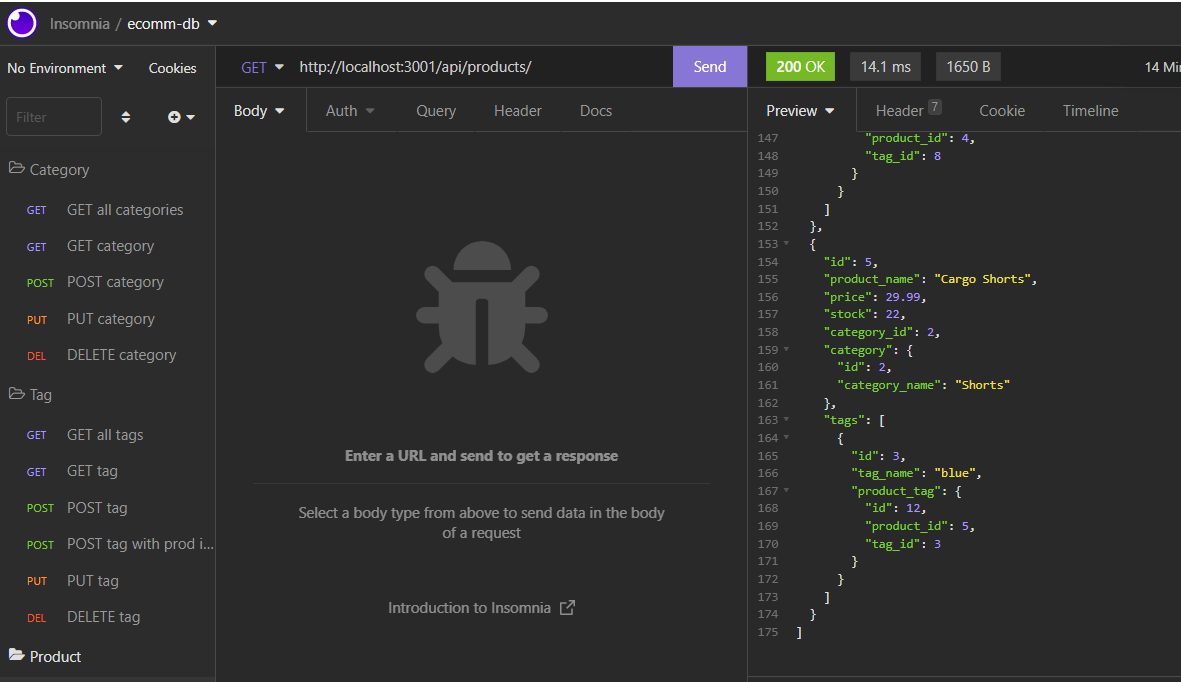 Insomnia / ecomm-db
No Environment
Cookies
Filter
Category
GET GET all categories
GET GET category
POST POST category
PUT PUT category
DEL DELETE category
Tag
GET GET all tags
GET GET tag
POST POST tag
POST POST tag with prod i...
PUT PUT tag
DEL DELETE tag
Product
GET http://localhost:3001/api/products/ Send
Body Auth Query Header Docs
Enter a URL and send to get a response
Select a body type from above to send data in the body
of a request
Introduction to Insomnia
200 OK 14.1 ms 1650 B 14 Min
Preview Header 7 Cookie Timeline
147 "product_id": 4,
148 "tag_id": 8
149 }
150 }
151 ]
152 },
153 {
154 "id": 5,
155 "product_name": "Cargo Shorts",
156 "price": 29.99,
157 "stock": 22,
158 "category_id": 2,
159 "category": {
160 "id": 2,
161 "category_name": "Shorts"
162 },
163 "tags": [
164 {
165 "id": 3,
166 "tag_name": "blue",
167 "product_tag": {
168 "id": 12,
169 "product_id": 5,
170 "tag_id": 3
171 }
172 }
173 ]
174 }
175 ]